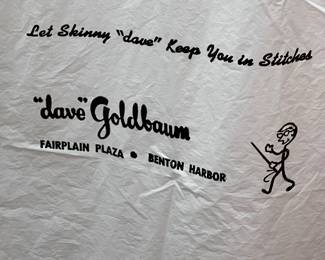 Let Skinny "dave" Keep You in Stitches
"dave" Goldbaum
FAIRPLAIN PLAZA • BENTON HARBOR